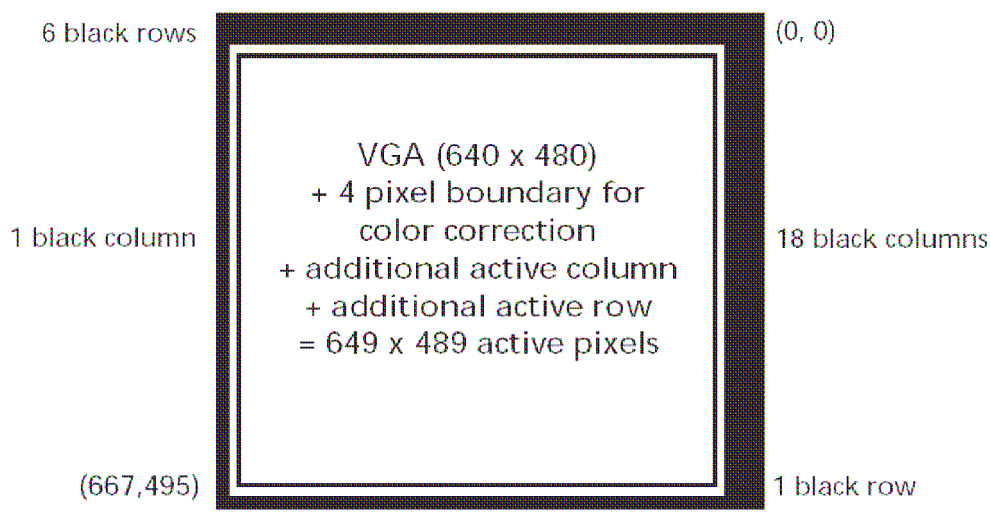 6 black rows
(0, 0)
VGA (640 x 480)
+ 4 pixel boundary for
color correction
+ additional active column
+ additional active row
= 649 x 489 active pixels
1 black column
18 black columns
(667,495)
1 black row